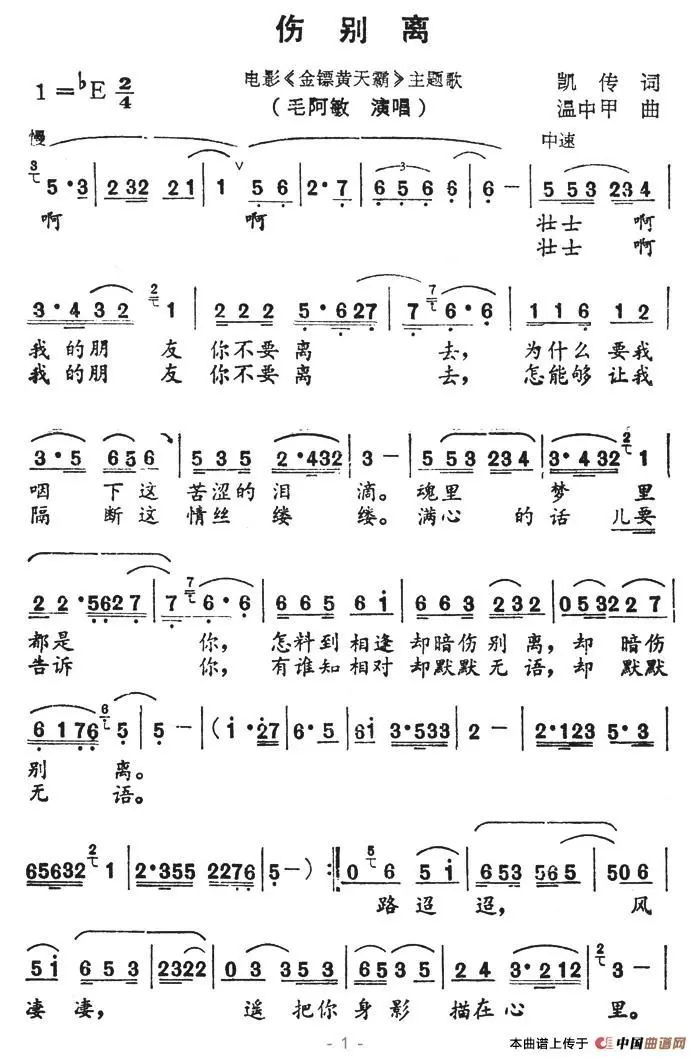 伤别离
1=♭E 2/4
电影《金镖黄天霸》主题歌
(毛阿敏 演唱)
凯传 词
温中甲 曲
慢
中速
5·3 | 232 21 | 1 56 | 2·7 | 6656 6 | 6 - | 553 234
啊 啊 壮士 啊
壮士 啊
3·432 1 | 222 5·627 | 7 6·6 | 116 12
我的朋 友 你不要离 去, 为什么要我
我的朋 友 你不要离 去, 怎能够让我
3·5 656 | 535 2·432 | 3 - | 553 234 | 3·432 1
咽 下这 苦涩的泪 滴。魂里 梦 里
隔 断这 情丝 缕 缕。满心 的话 儿要
22·5627 | 7 6·6 | 665 6i | 663 232 | 053227
都是 你, 怎料到相逢却暗伤别离,却 暗伤
告诉 你, 有谁知相对却默默无语,却 默默
6176 5 | 5 - | (i·27 | 6·5 | 6i 3·533 | 2 - | 2·123 5·3
别 离。
无 语。
65632 1 | 2·355 2276 | 5 - ) :| 0 6 5i | 653 565 | 506
路迢 迢, 风
5i 653 | 2322 | 03 353 | 6535 | 24 3·212 | 3 -
凄 凄, 遥 把你身影 描在心 里。
- 1 -
本曲谱上传于 中国曲谱网